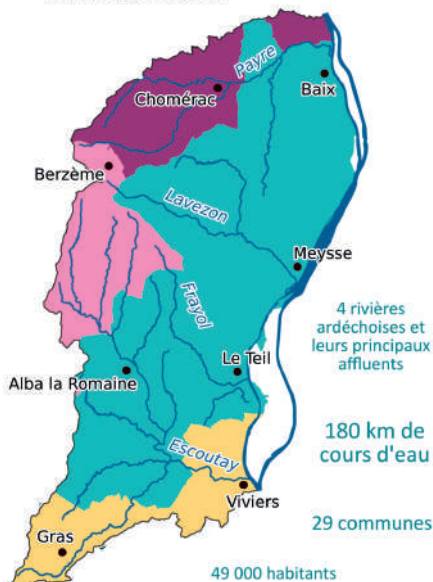 Payre
Chomérac
Baix
Berzème
Lavezon
Meysse
Frayol
4 rivières
ardéchoises et
leurs principaux
affluents
Le Teil
Alba la Romaine
180 km de
cours d'eau
Escoutay
Viviers
29 communes
Gras
49 000 habitants